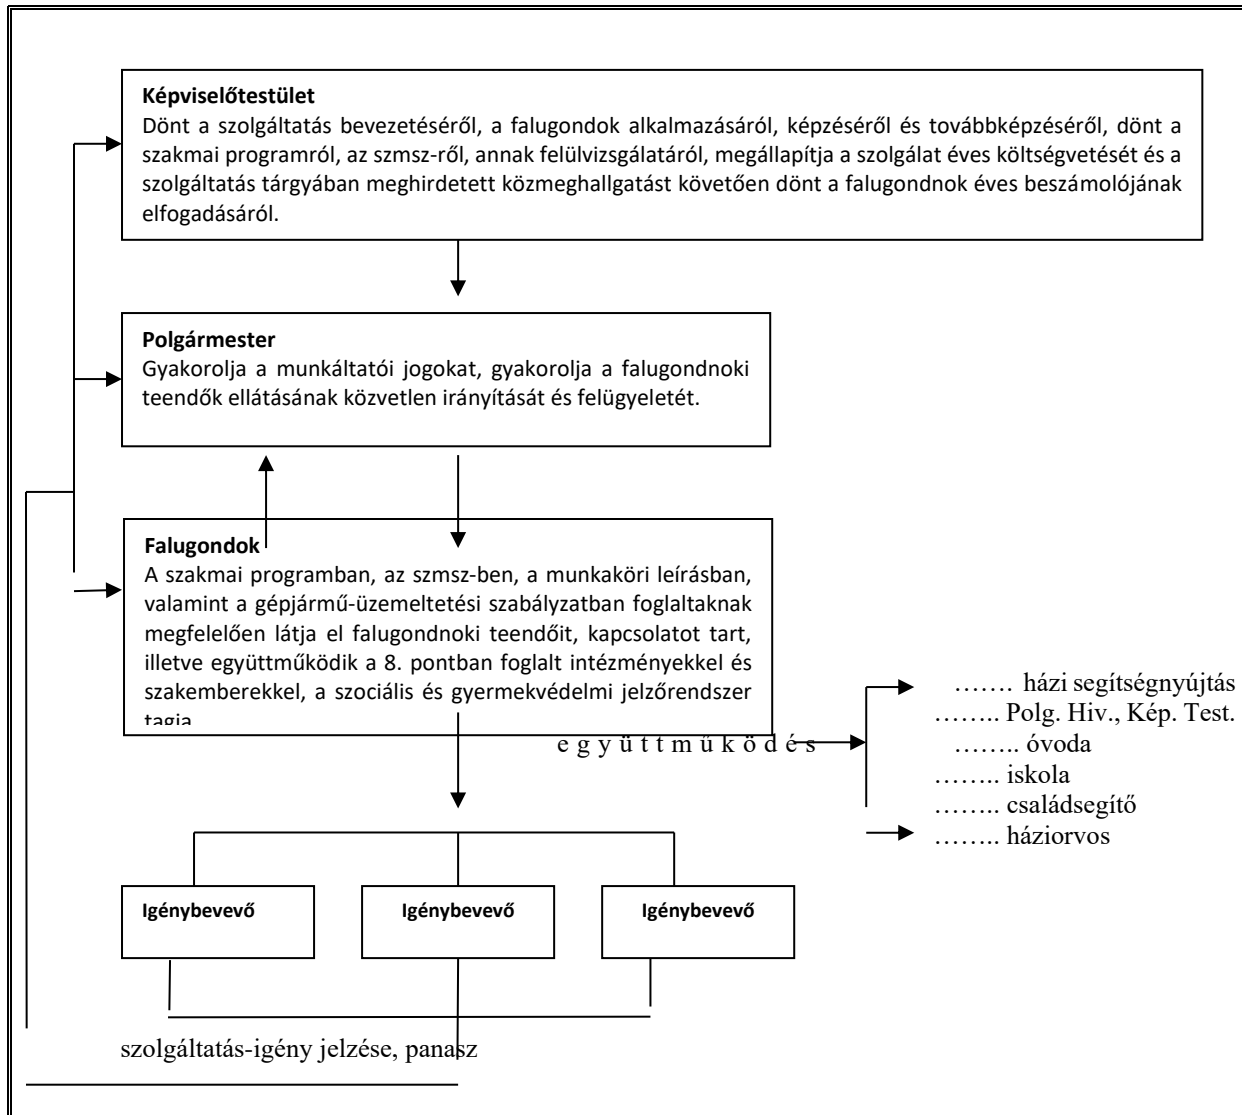 Képviselőtestület
Dönt a szolgáltatás bevezetéséről, a falugondok alkalmazásáról, képzéséről és továbbképzéséről, dönt a
szakmai programról, az szmsz-ről, annak felülvizsgálatáról, megállapítja a szolgálat éves költségvetését és a
szolgáltatás tárgyában meghirdetett közmeghallgatást követően dönt a falugondnok éves beszámolójának
elfogadásáról.
Polgármester
Gyakorolja a munkáltatói jogokat, gyakorolja a falugondnoki
teendők ellátásának közvetlen irányítását és felügyeletét.
Falugondok
A szakmai programban, az szmsz-ben, a munkaköri leírásban,
valamint a gépjármű-üzemeltetési szabályzatban foglaltaknak
megfelelően látja el falugondnoki teendőit, kapcsolatot tart,
illetve együttműködik a 8. pontban foglalt intézményekkel és
szakemberekkel, a szociális és gyermekvédelmi jelzőrendszer
tagja
e g y ü t t m ű k ö d é s
……. házi segítségnyújtás
…….. Polg. Hiv., Kép. Test.
…….. óvoda
…….. iskola
…….. családsegítő
…….. háziorvos
Igénybevevő
Igénybevevő
Igénybevevő
szolgáltatás-igény jelzése, panasz